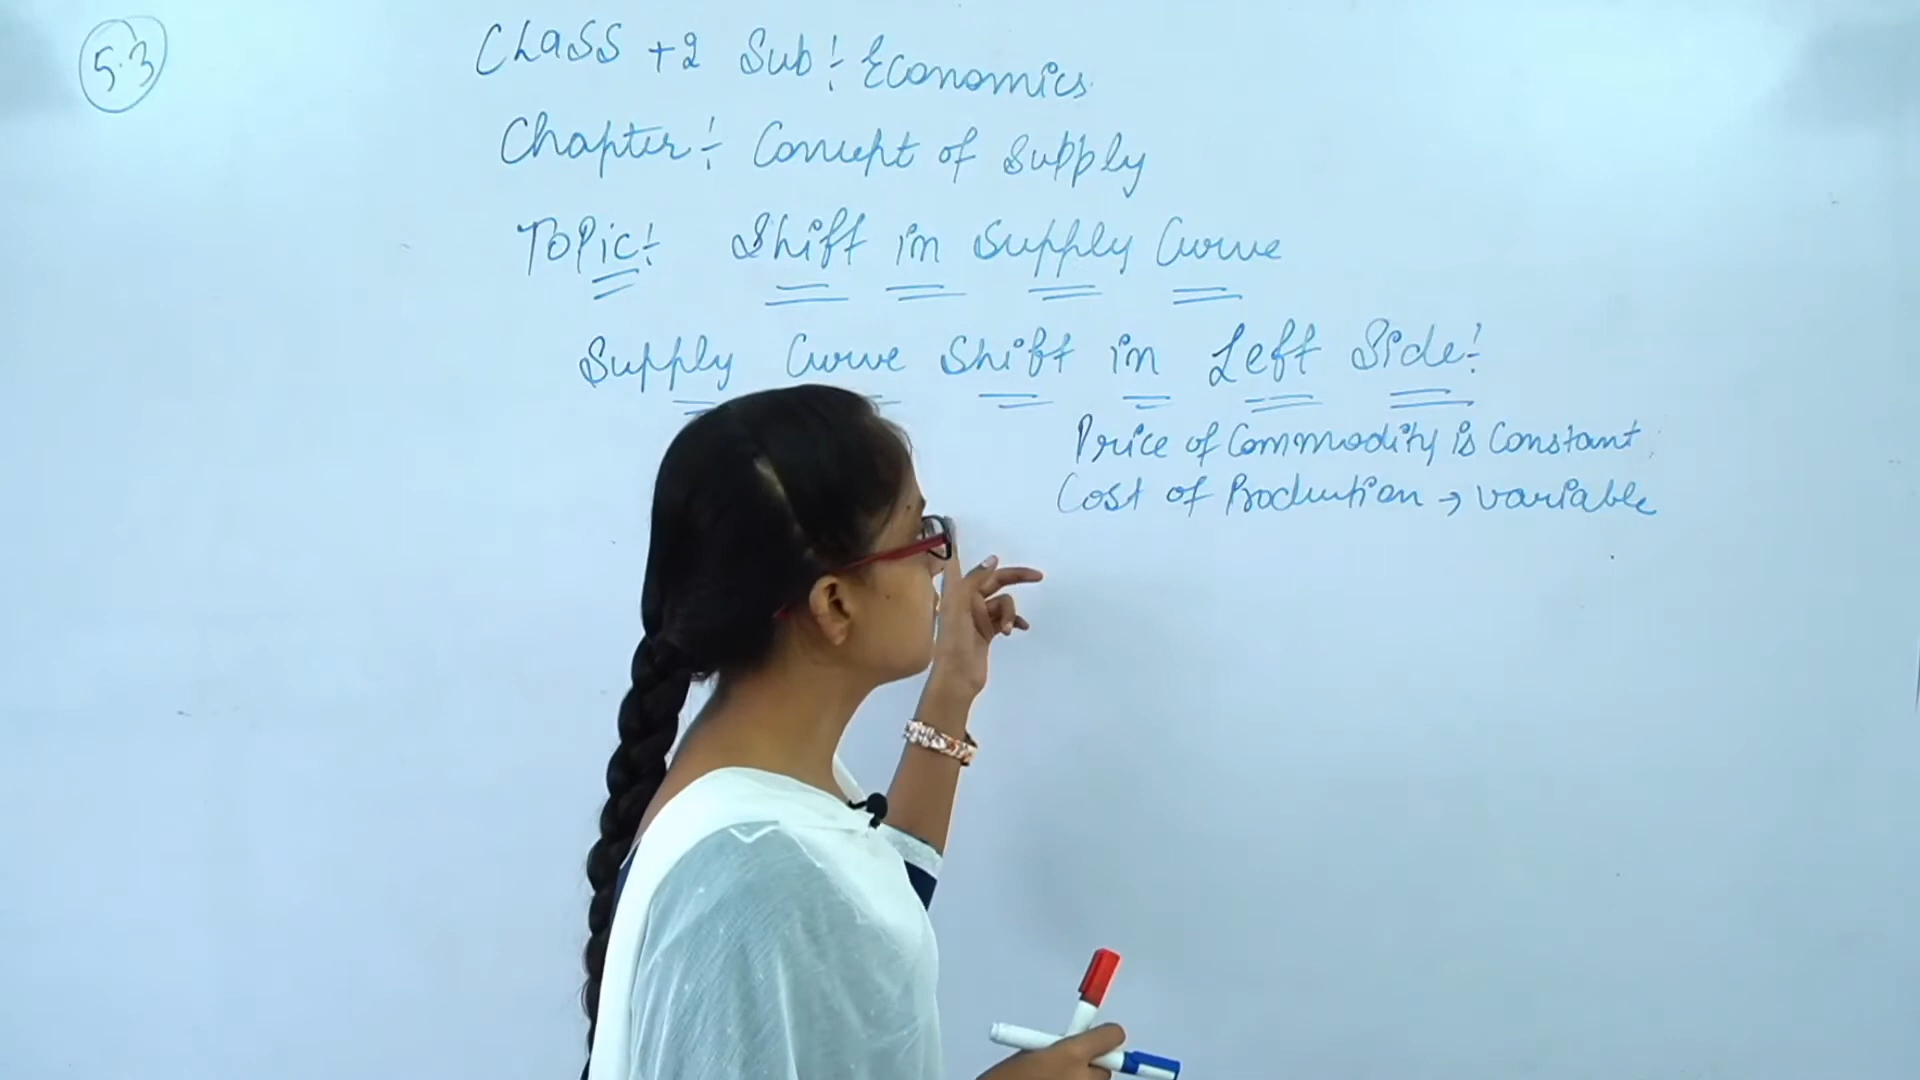 5.3
Class +2 Sub:- Economics
Chapter:- Concept of Supply
Topic:- Shift in Supply Curve
Supply Curve Shift in Left Side:-
Price of Commodity is Constant
Cost of Production → variable